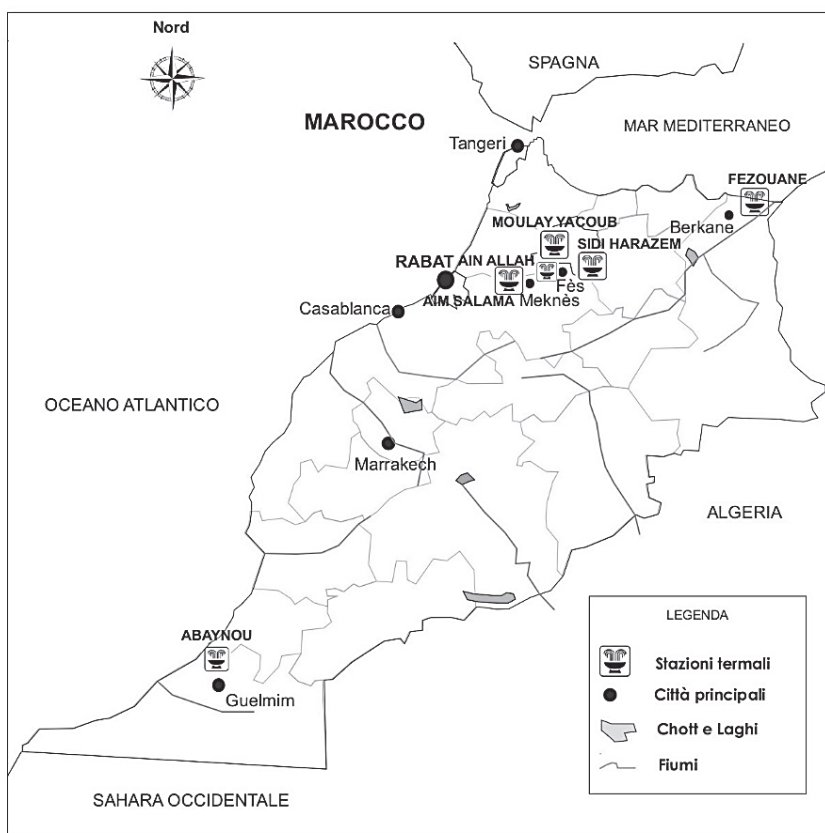 Nord
SPAGNA
MAROCCO
MAR MEDITERRANEO
Tangeri
FEZOUANE
MOULAY YACOUB
Berkane
SIDI HARAZEM
RABAT
AIN ALLAH
Fès
AIM SALAMA
Meknès
Casablanca
OCEANO ATLANTICO
Marrakech
ALGERIA
ABAYNOU
Guelmim
SAHARA OCCIDENTALE
LEGENDA
Stazioni termali
Città principali
Chott e Laghi
Fiumi